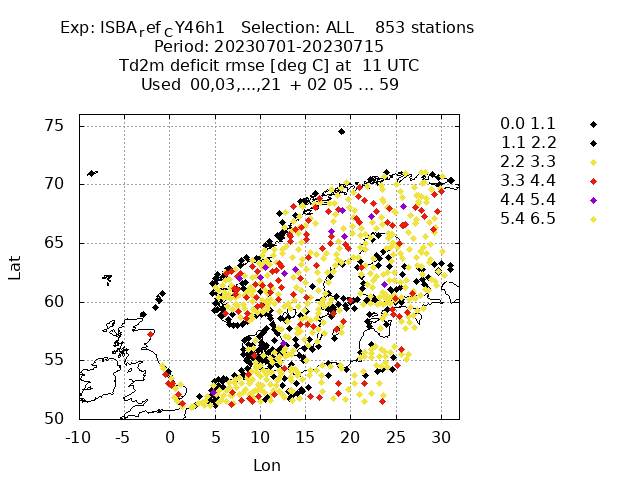 Exp: ISBA_ref_CY46h1 Selection: ALL 853 stations
Period: 20230701-20230715
Td2m deficit rmse [deg C] at 11 UTC
Used 00,03,...,21 + 02 05 ... 59
0.0 1.1
1.1 2.2
2.2 3.3
3.3 4.4
4.4 5.4
5.4 6.5
75
70
65
60
55
50
Lat
-10 -5 0 5 10 15 20 25 30
Lon